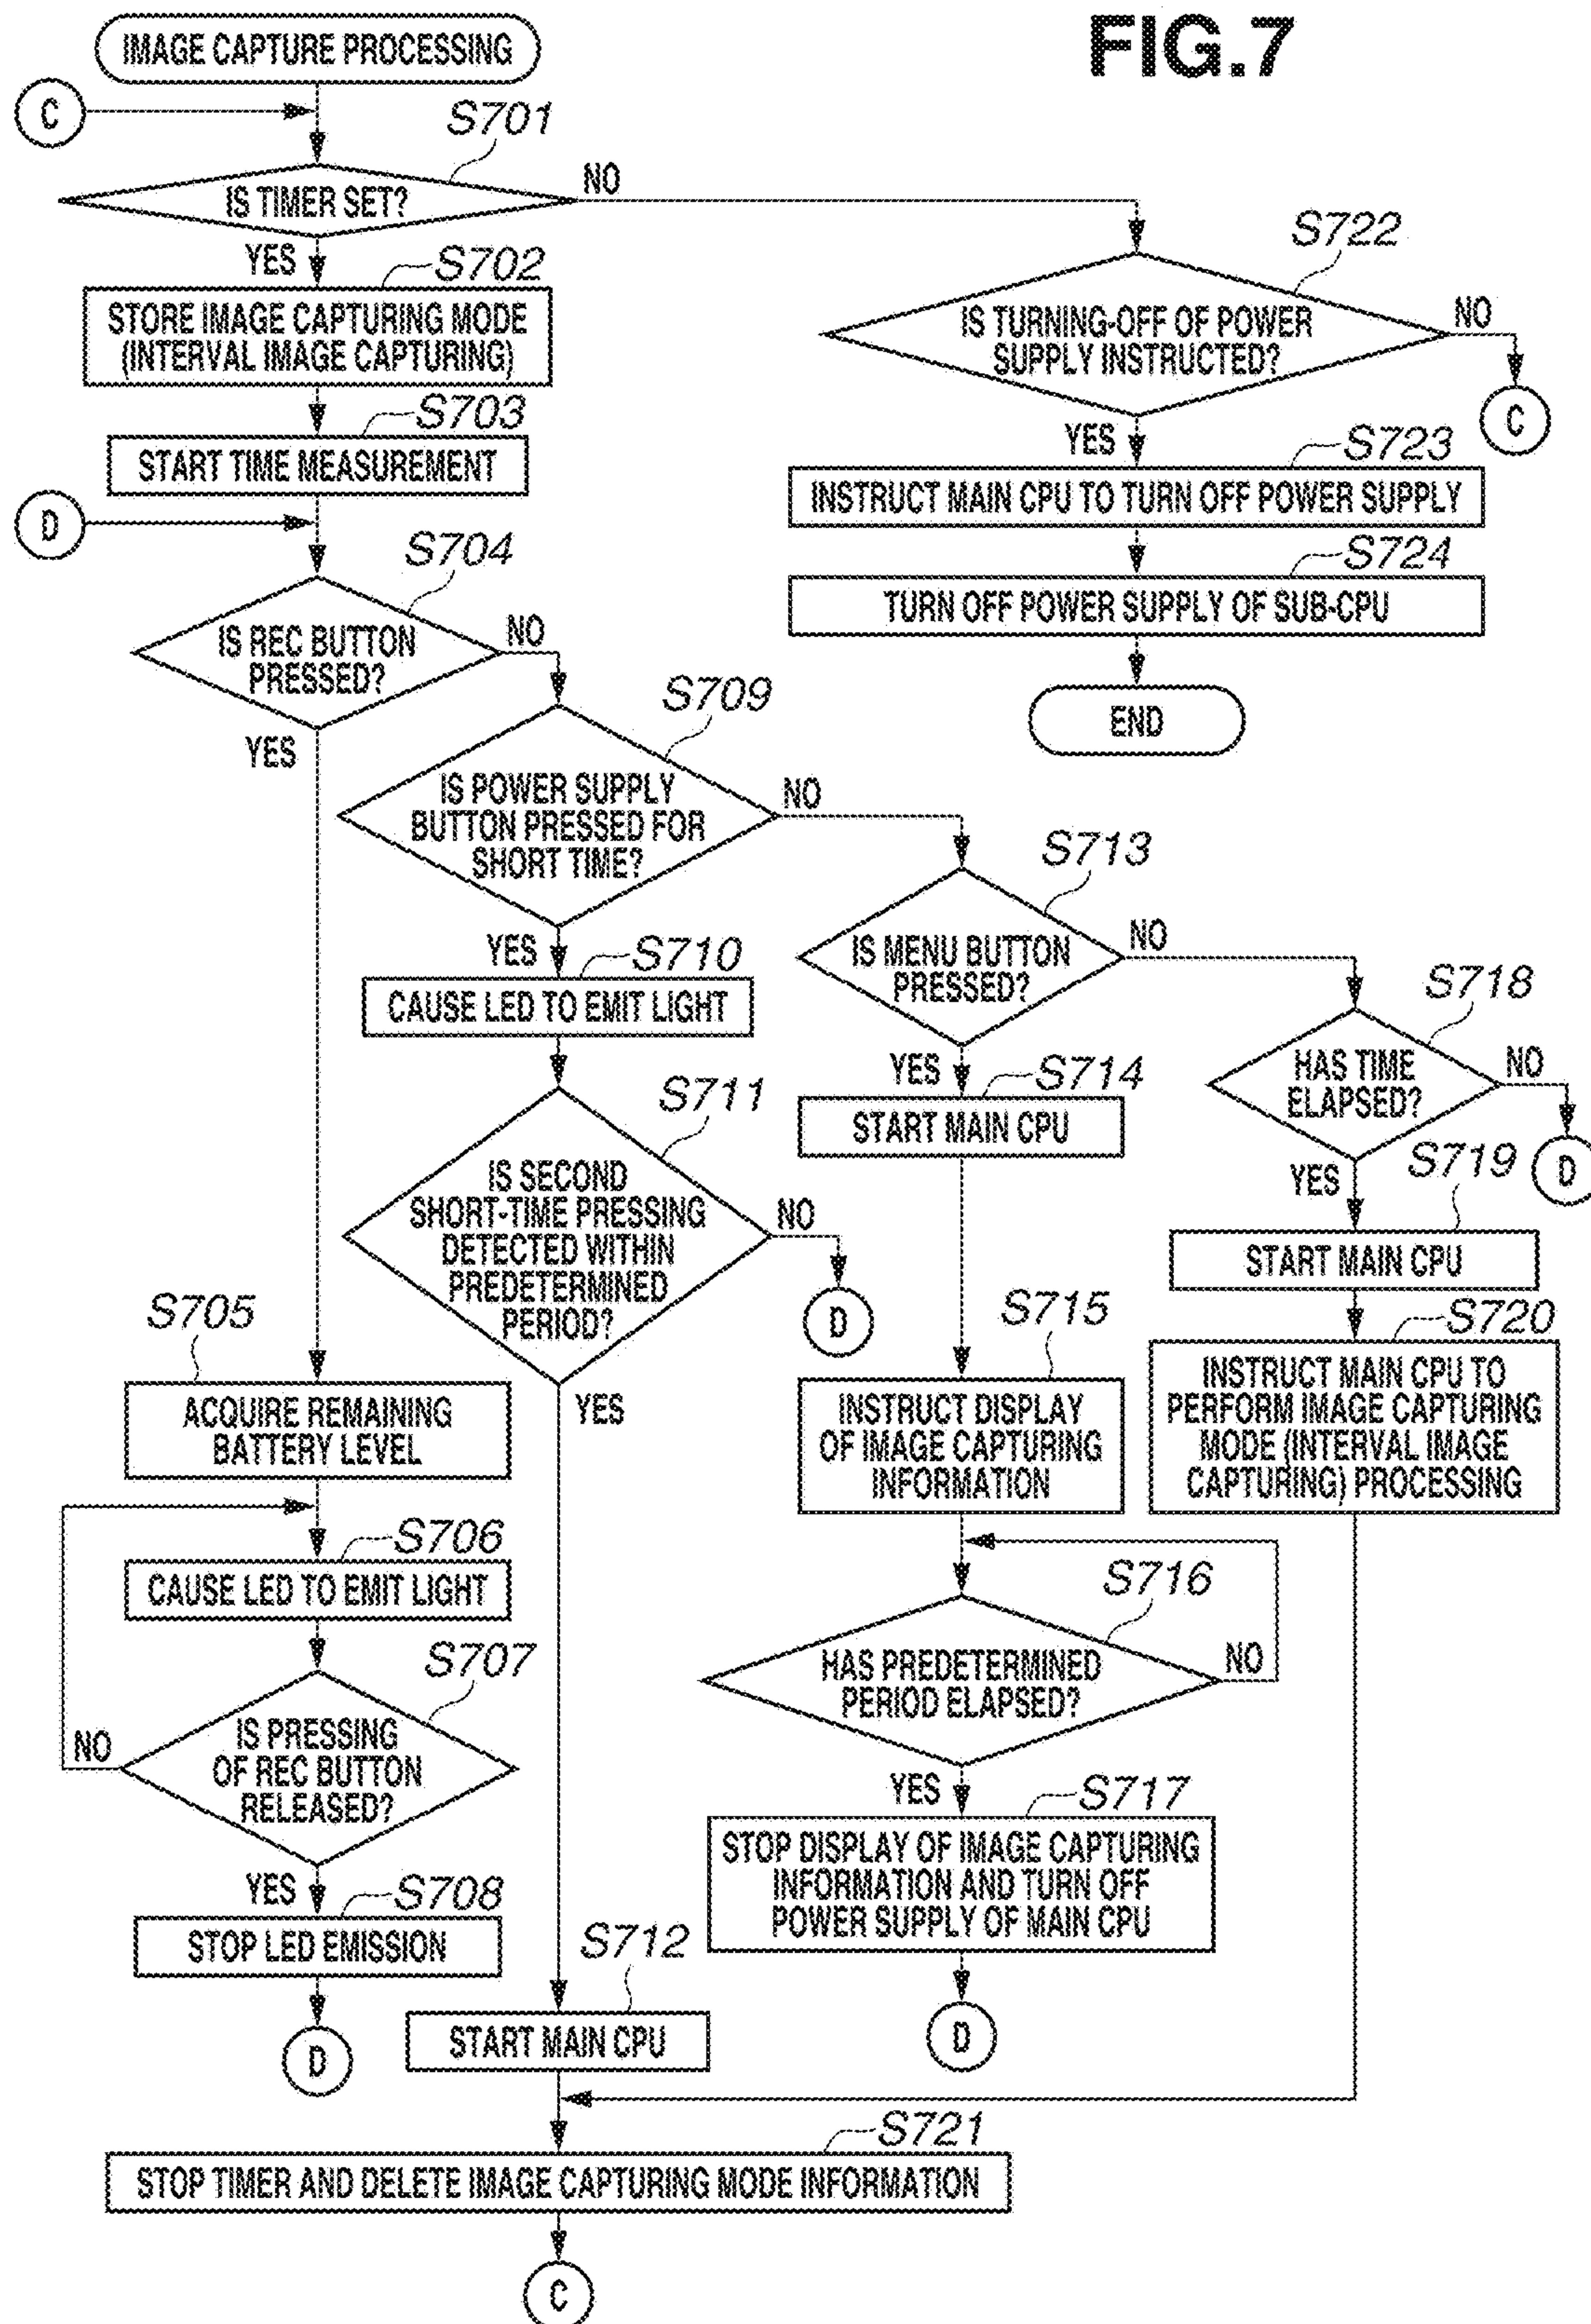 FIG.7
IMAGE CAPTURE PROCESSING
C
S701
IS TIMER SET?
NO
YES
S702
STORE IMAGE CAPTURING MODE
(INTERVAL IMAGE CAPTURING)
S703
START TIME MEASUREMENT
D
S704
IS REC BUTTON
PRESSED?
NO
YES
S705
ACQUIRE REMAINING
BATTERY LEVEL
S706
CAUSE LED TO EMIT LIGHT
S707
IS PRESSING
OF REC BUTTON
RELEASED?
NO
YES
S708
STOP LED EMISSION
D
S709
IS POWER SUPPLY
BUTTON PRESSED FOR
SHORT TIME?
NO
YES
S710
CAUSE LED TO EMIT LIGHT
S711
IS SECOND
SHORT-TIME PRESSING
DETECTED WITHIN
PREDETERMINED
PERIOD?
NO
D
YES
S712
START MAIN CPU
S713
IS MENU BUTTON
PRESSED?
NO
YES
S714
START MAIN CPU
S715
INSTRUCT DISPLAY
OF IMAGE CAPTURING
INFORMATION
S716
HAS PREDETERMINED
PERIOD ELAPSED?
NO
YES
S717
STOP DISPLAY OF IMAGE CAPTURING
INFORMATION AND TURN OFF
POWER SUPPLY OF MAIN CPU
D
S718
HAS TIME
ELAPSED?
NO
D
YES
S719
START MAIN CPU
S720
INSTRUCT MAIN CPU TO
PERFORM IMAGE CAPTURING
MODE (INTERVAL IMAGE
CAPTURING) PROCESSING
S721
STOP TIMER AND DELETE IMAGE CAPTURING MODE INFORMATION
C
S722
IS TURNING-OFF OF POWER
SUPPLY INSTRUCTED?
NO
C
YES
S723
INSTRUCT MAIN CPU TO TURN OFF POWER SUPPLY
S724
TURN OFF POWER SUPPLY OF SUB-CPU
END